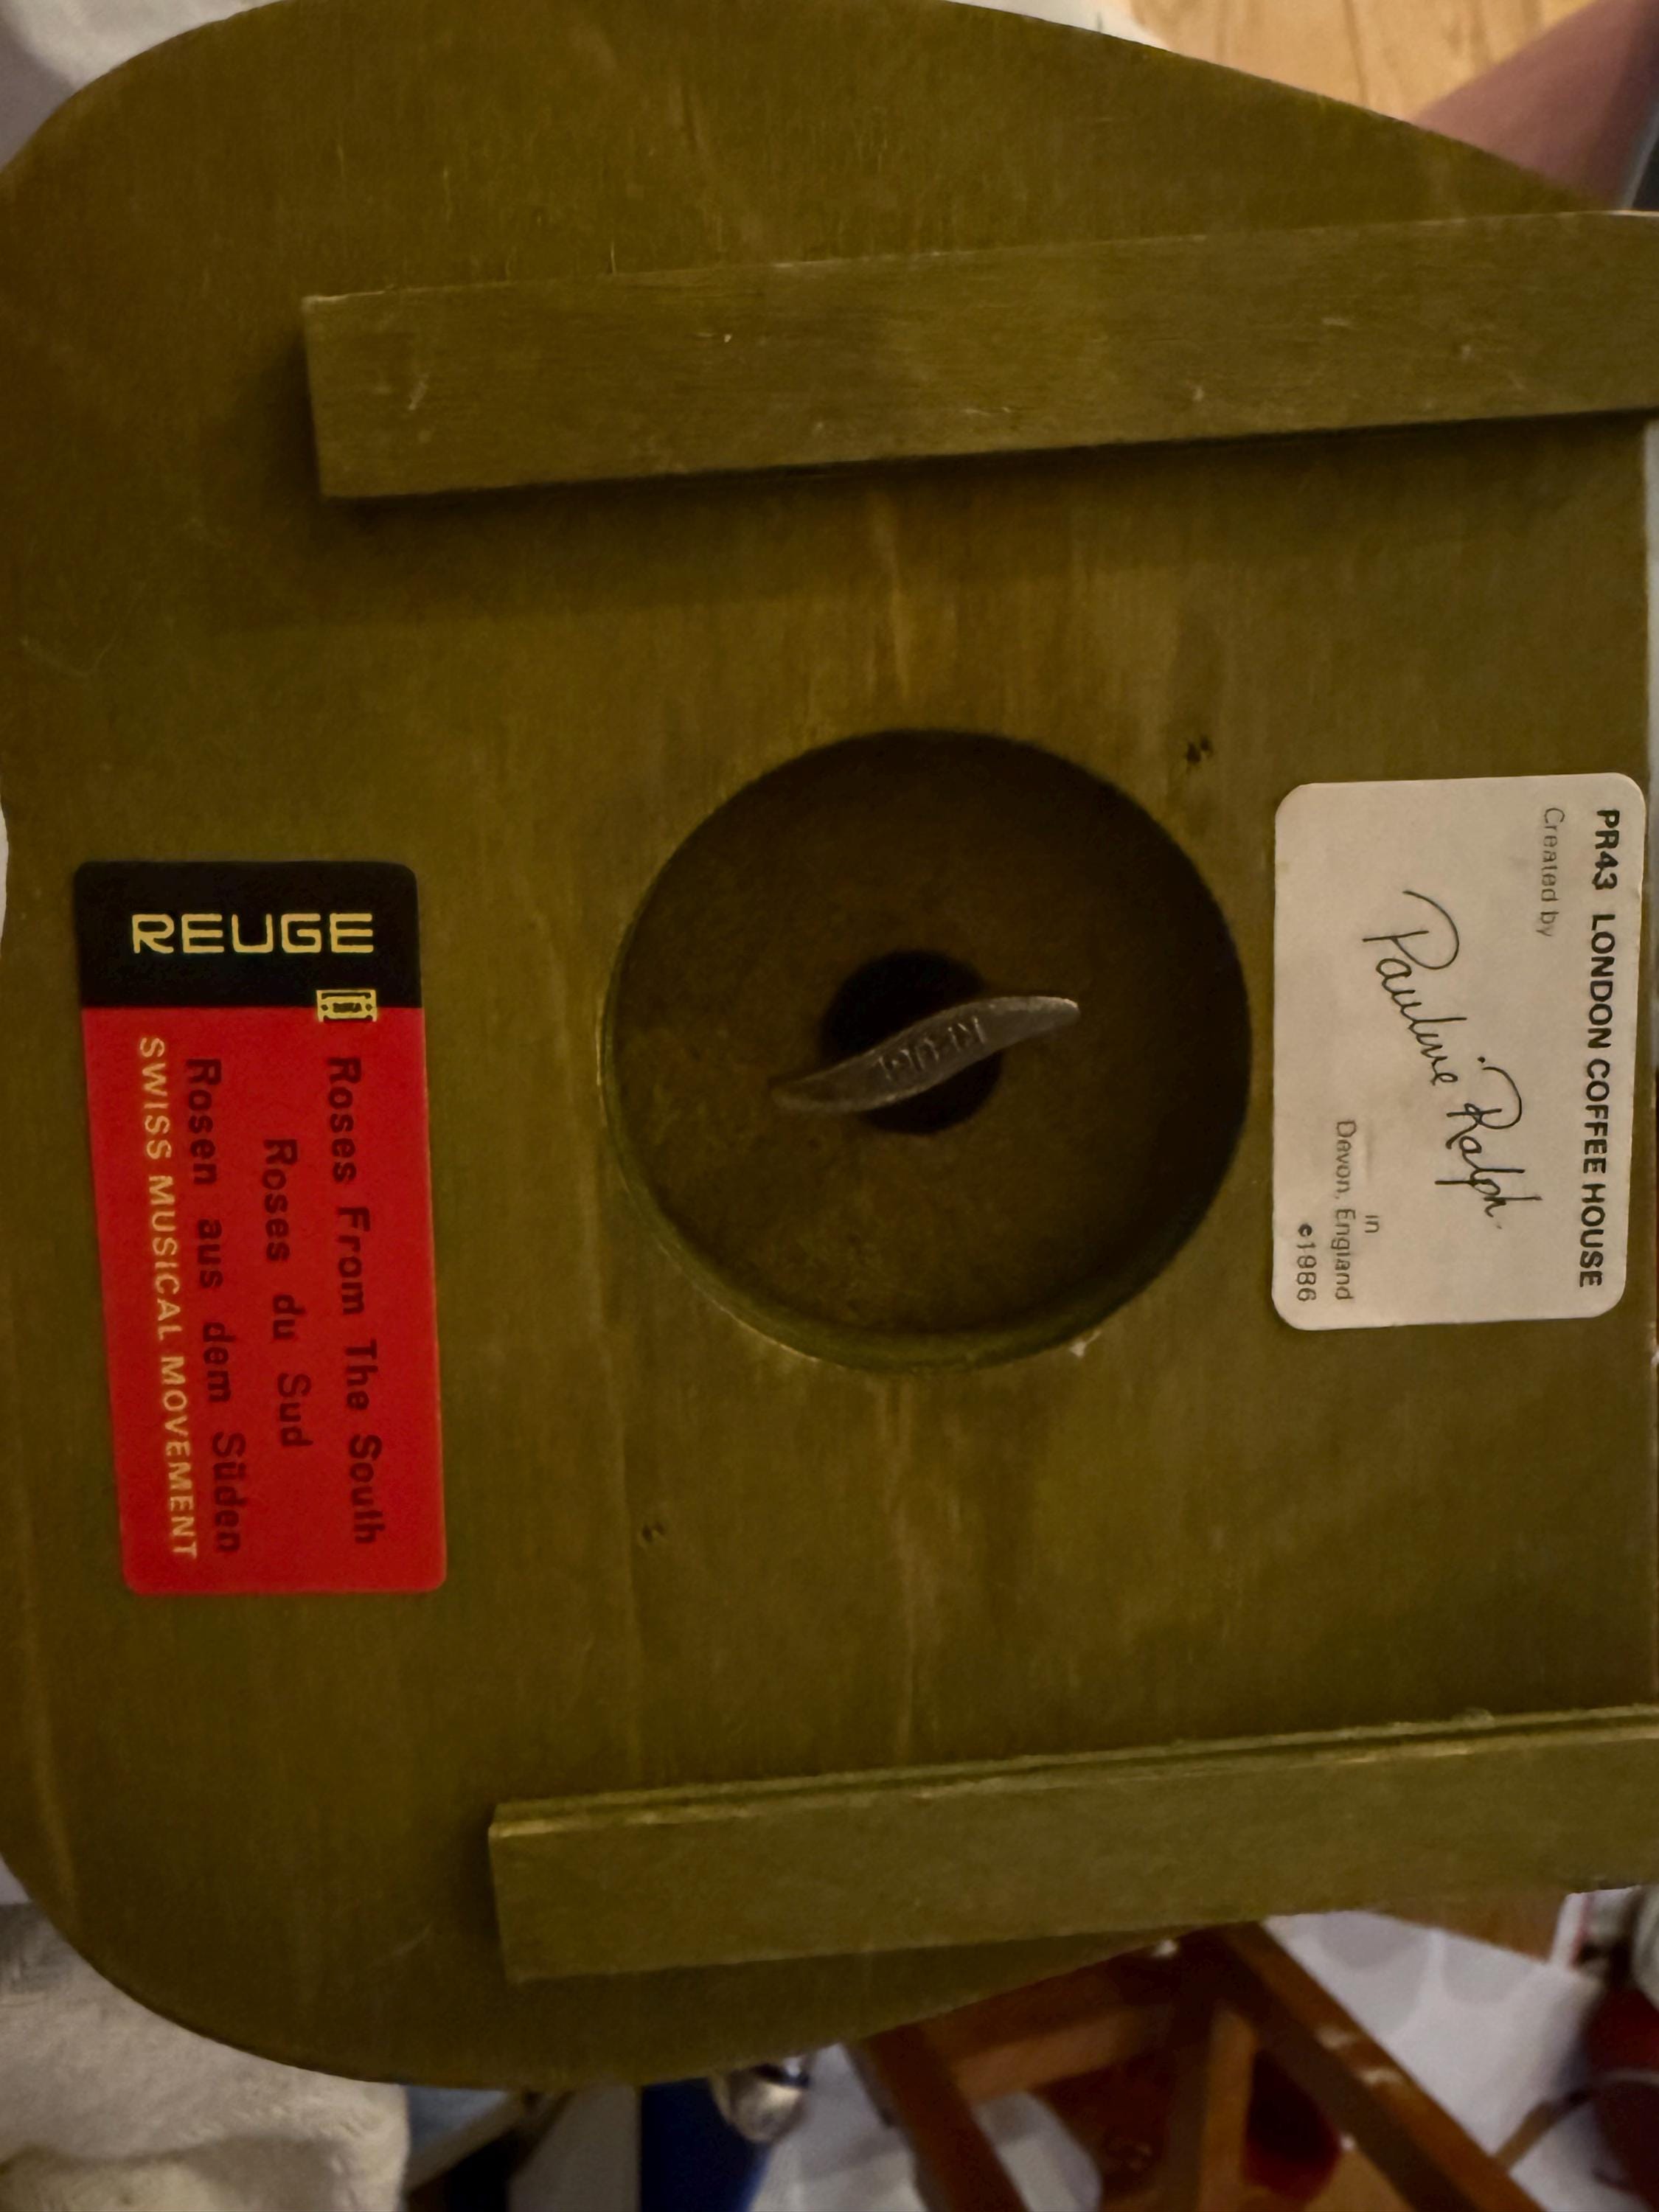 PR43 LONDON COFFEE HOUSE
Created by
Pauline Ralph
in
Devon, England
©1986
REUGE
Roses From The South
Roses du Sud
Rosen aus dem Süden
SWISS MUSICAL MOVEMENT